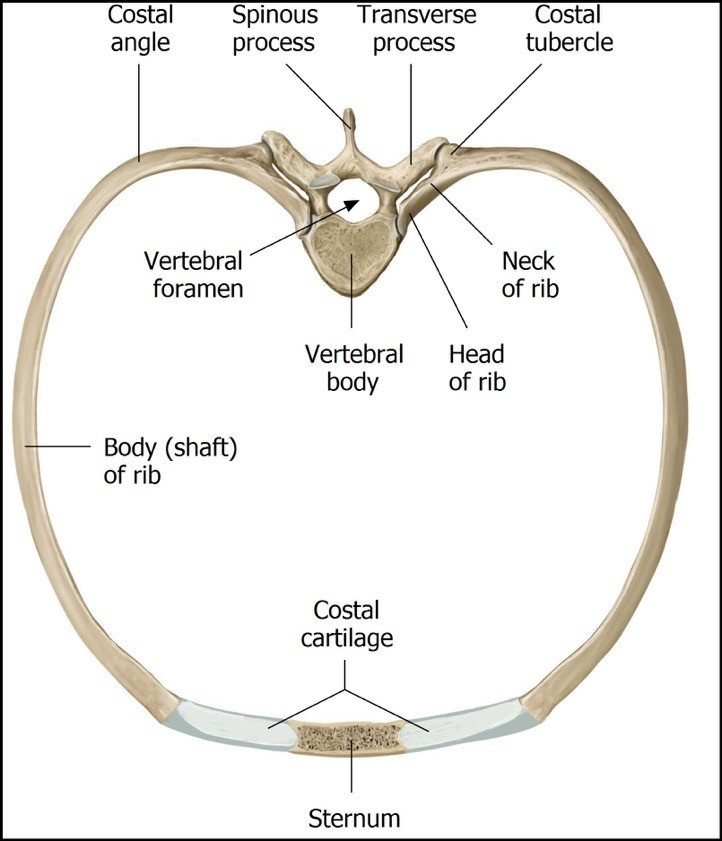 Costal
angle
Spinous
process
Transverse
process
Costal
tubercle
Vertebral
foramen
Neck
of rib
Vertebral
body
Head
of rib
Body (shaft)
of rib
Costal
cartilage
Sternum